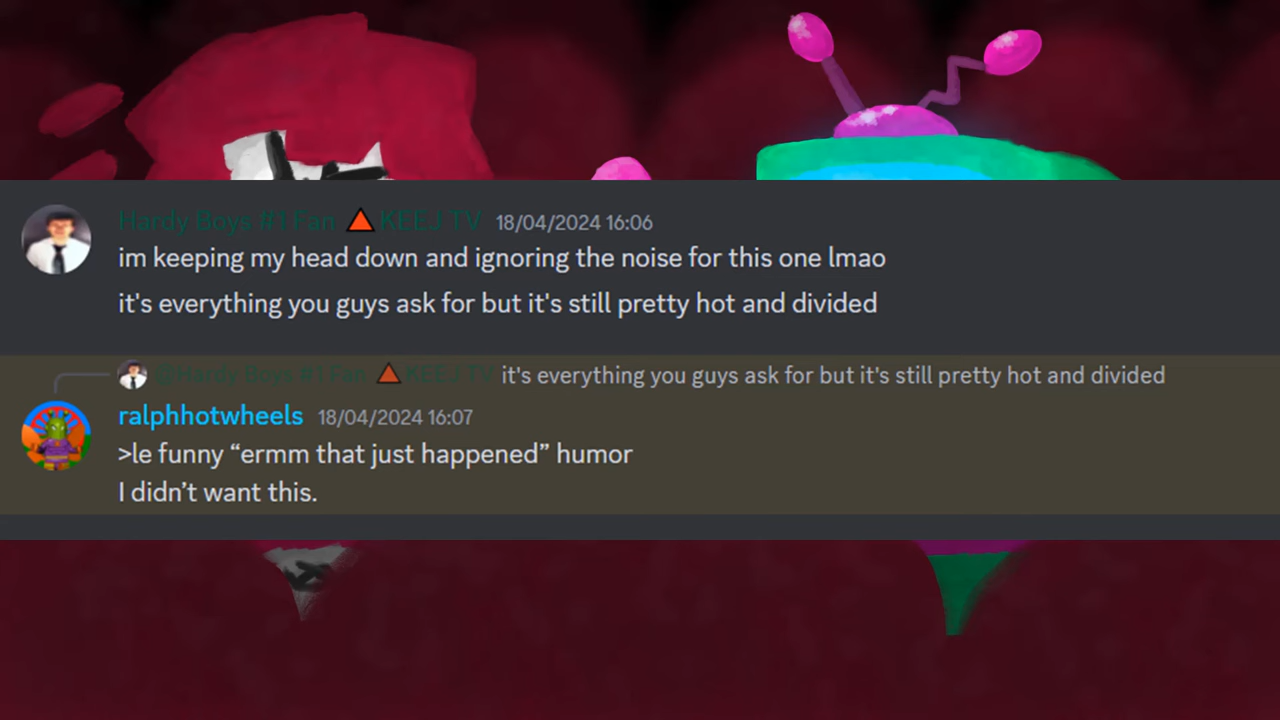 Hardy Boys #1 Fan 🔺 KEEJ TV 18/04/2024 16:06
im keeping my head down and ignoring the noise for this one lmao
it's everything you guys ask for but it's still pretty hot and divided
@Hardy Boys #1 Fan 🔺 KEEJ TV it's everything you guys ask for but it's still pretty hot and divided
ralphhotwheels 18/04/2024 16:07
>le funny “ermm that just happened” humor
I didn’t want this.